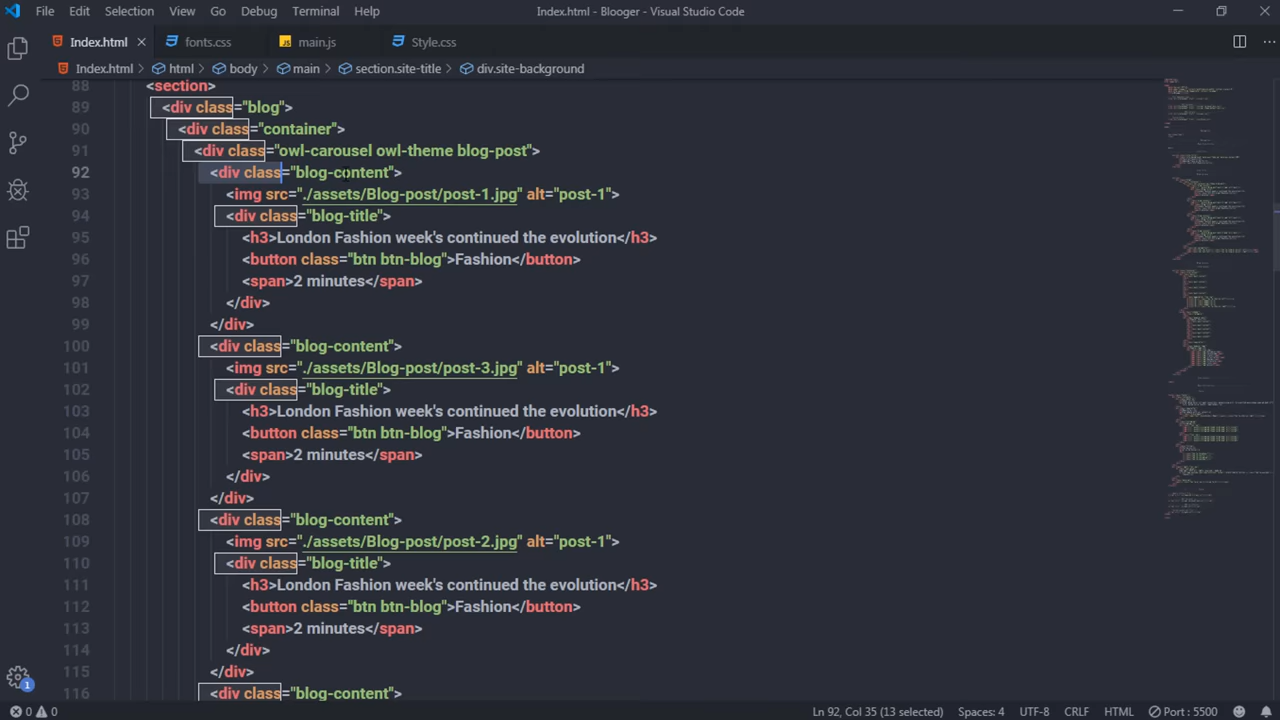 File Edit Selection View Go Debug Terminal Help Index.html - Blooger - Visual Studio Code
Index.html fonts.css main.js Style.css
Index.html > html > body > main > section.site-title > div.site-background
88 <section>
89 <div class="blog">
90 <div class="container">
91 <div class="owl-carousel owl-theme blog-post">
92 <div class="blog-content">
93 <img src="./assets/Blog-post/post-1.jpg" alt="post-1">
94 <div class="blog-title">
95 <h3>London Fashion week's continued the evolution</h3>
96 <button class="btn btn-blog">Fashion</button>
97 <span>2 minutes</span>
98 </div>
99 </div>
100 <div class="blog-content">
101 <img src="./assets/Blog-post/post-3.jpg" alt="post-1">
102 <div class="blog-title">
103 <h3>London Fashion week's continued the evolution</h3>
104 <button class="btn btn-blog">Fashion</button>
105 <span>2 minutes</span>
106 </div>
107 </div>
108 <div class="blog-content">
109 <img src="./assets/Blog-post/post-2.jpg" alt="post-1">
110 <div class="blog-title">
111 <h3>London Fashion week's continued the evolution</h3>
112 <button class="btn btn-blog">Fashion</button>
113 <span>2 minutes</span>
114 </div>
115 </div>
116 <div class="blog-content">
1
0 0 Ln 92, Col 35 (13 selected) Spaces: 4 UTF-8 CRLF HTML Port : 5500